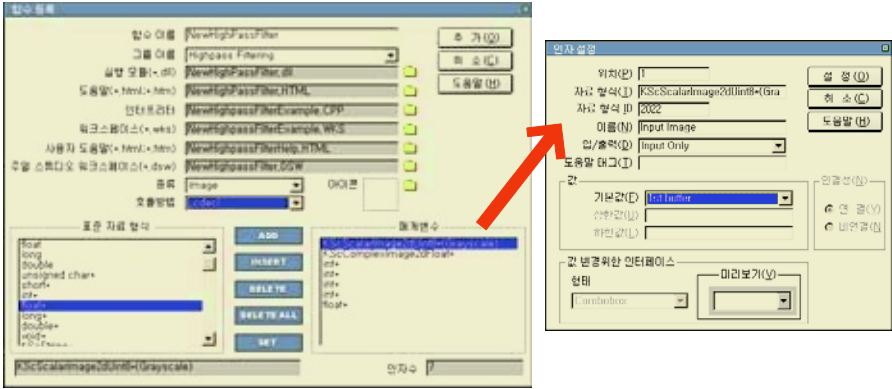 함수 등록
함수 이름 NewHighPassFilter
그룹 이름 Highpass Filtering
실행 모듈(*.dll) NewHighPassFilter.dll
도움말(*.html;*.htm) NewHighPassFilter.HTML
인터프리터 NewHighPassFilterExample.CPP
워크스페이스(*.wks) NewHighPassFilterExample.WKS
사용자 도움말(*.html;*.htm) NewHighPassFilterHelp.HTML
주얼 스튜디오 워크스페이스(*.dsw) NewHighPassFilter.DSW
종류 Image 아이콘
호출방법 cdecl
추 가(O)
취 소(C)
도움말(H)
표준 자료 형식
float
long
double
unsigned char*
short*
int*
float*
long*
double*
void*
ADD
INSERT
DELETE
DELETE ALL
SET
매개변수
KScScalarImage2dUint8*(Grayscale)
KScComplexImage2dFloat*
int*
int*
int*
int*
float*
KScScalarImage2dUint8*(Grayscale)
인자수 7
인자 설정
위치(P) 1
자료 형식(T) KScScalarImage2dUint8*(Gra
자료 형식 ID 2022
이름(N) Input Image
입/출력(O) Input Only
도움말 태그(T)
설 정(O)
취 소(C)
도움말(H)
값
기본값(F) 1st buffer
상한값(U)
하한값(L)
연결성(N)
연 결(Y)
비연결(N
값 변경위한 인터페이스
형태
Combobox
미리보기(V)